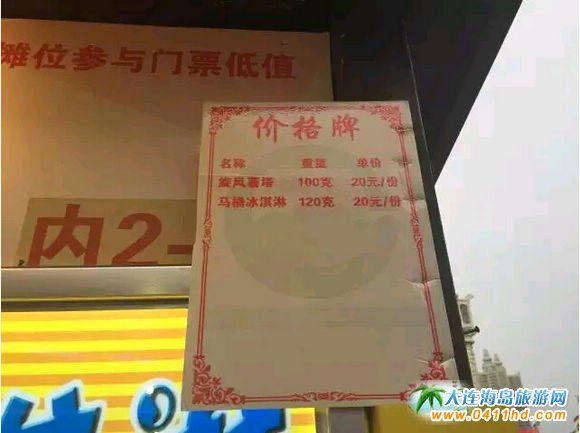 摊位参与门票低值
价格牌
名称 重量 单价
旋风薯塔 100克 20元/份
马桶冰淇淋 120克 20元/份
内2-
大连海岛旅游网
www.0411hd.com